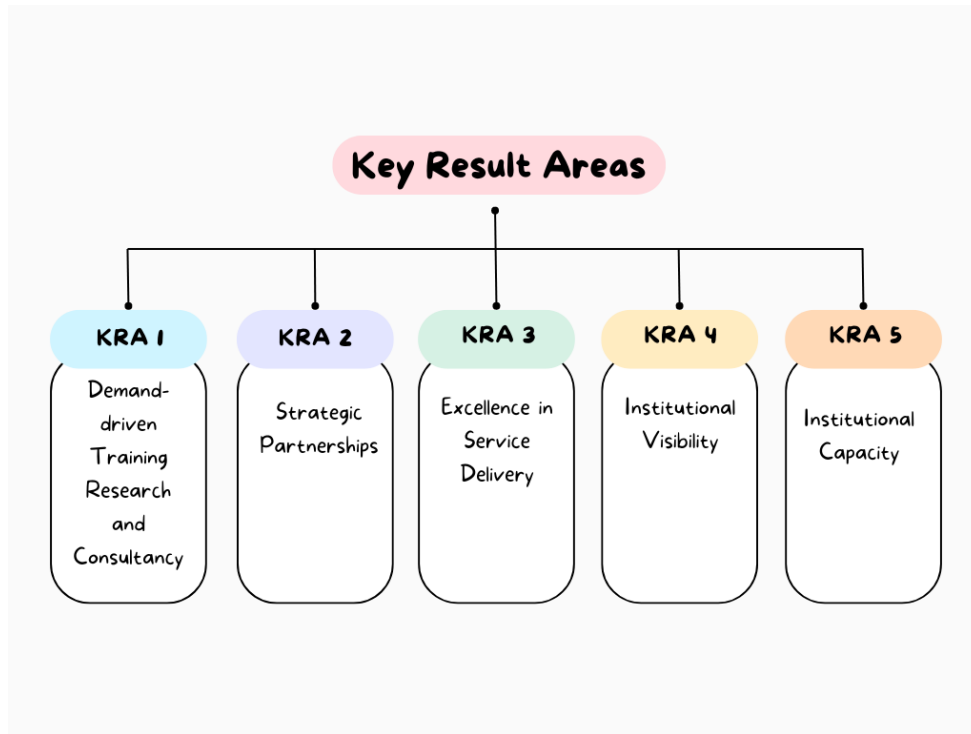 Key Result Areas
KRA 1
Demand-
driven
Training
Research
and
Consultancy
KRA 2
Strategic
Partnerships
KRA 3
Excellence in
Service
Delivery
KRA 4
Institutional
Visibility
KRA 5
Institutional
Capacity